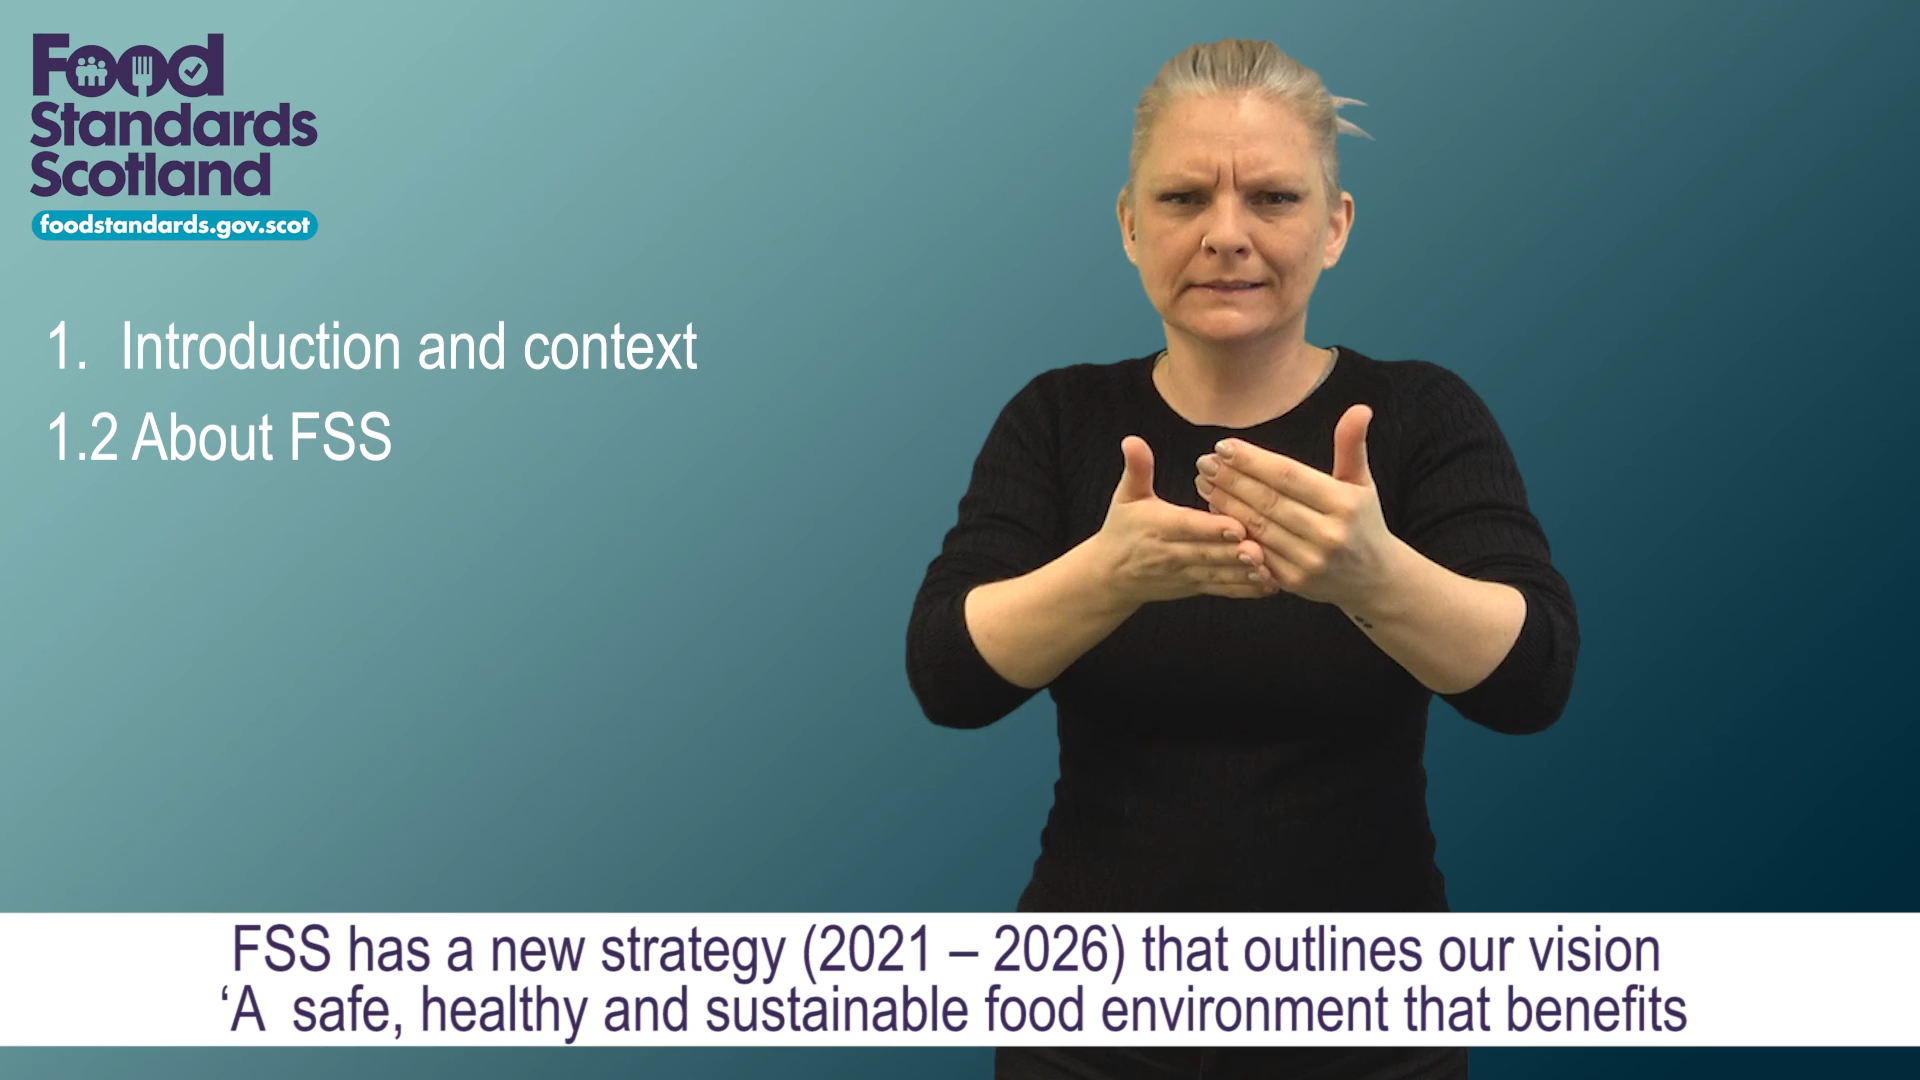 Food
Standards
Scotland
foodstandards.gov.scot
1. Introduction and context
1.2 About FSS
FSS has a new strategy (2021 – 2026) that outlines our vision
‘A safe, healthy and sustainable food environment that benefits